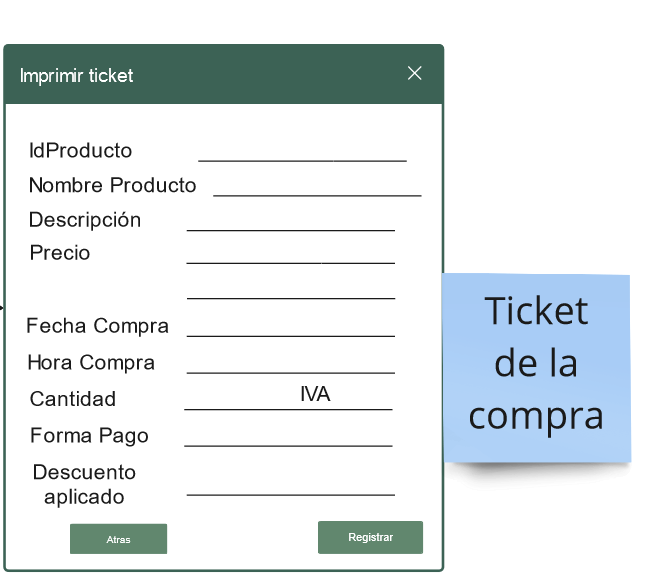 Imprimir ticket
IdProducto
Nombre Producto
Descripción
Precio
Fecha Compra
Hora Compra
Cantidad
IVA
Forma Pago
Descuento
aplicado
Atras
Registrar
Ticket
de la
compra